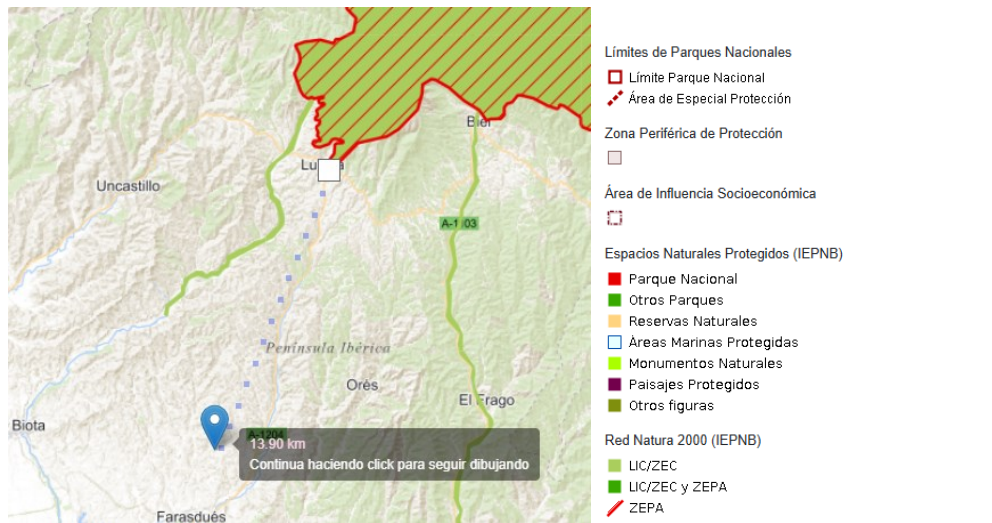 Biel
Uncastillo
A-1103
Península Ibérica
Orés
El Frago
Biota
A-1204
13.90 km
Continua haciendo click para seguir dibujando
Farasdués
Límites de Parques Nacionales
Límite Parque Nacional
Área de Especial Protección
Zona Periférica de Protección
Área de Influencia Socioeconómica
Espacios Naturales Protegidos (IEPNB)
Parque Nacional
Otros Parques
Reservas Naturales
Áreas Marinas Protegidas
Monumentos Naturales
Paisajes Protegidos
Otros figuras
Red Natura 2000 (IEPNB)
LIC/ZEC
LIC/ZEC y ZEPA
ZEPA